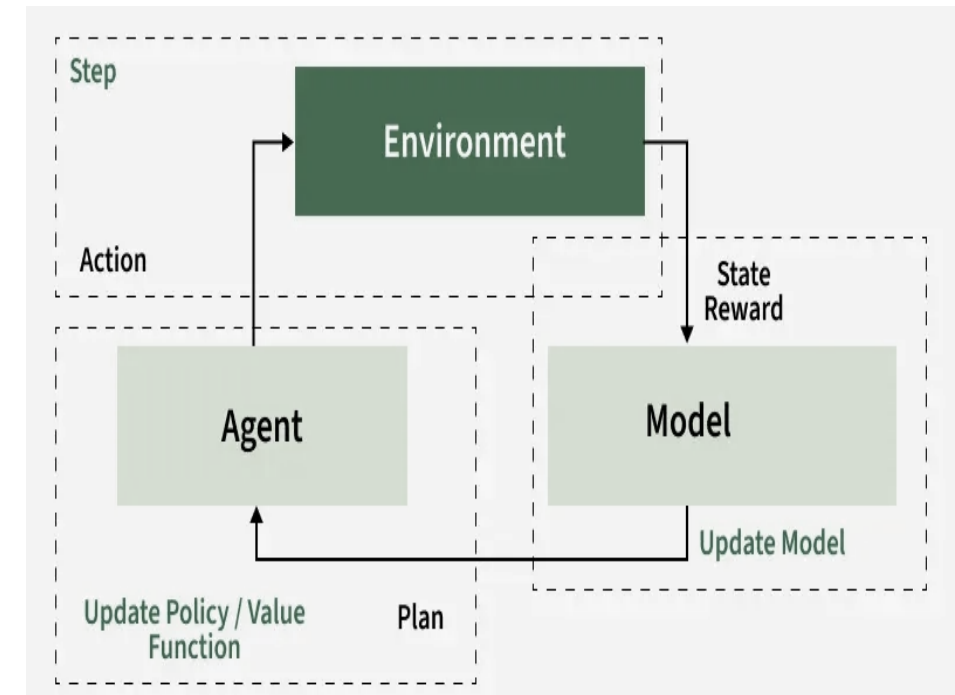 Step
Environment
Action
State
Reward
Agent
Model
Update Model
Update Policy / Value
Function
Plan